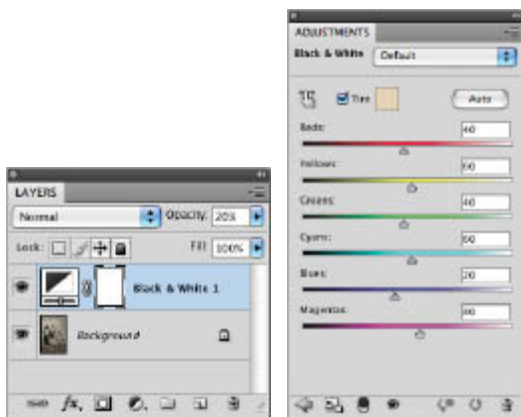 LAYERS
Normal Opacity: 20%
Lock: Fill: 100%
Black & White 1
Background
fx
ADJUSTMENTS
Black & White Default
Tint Auto
Reds: 40
Yellows: 60
Greens: 40
Cyans: 60
Blues: 20
Magentas: 80